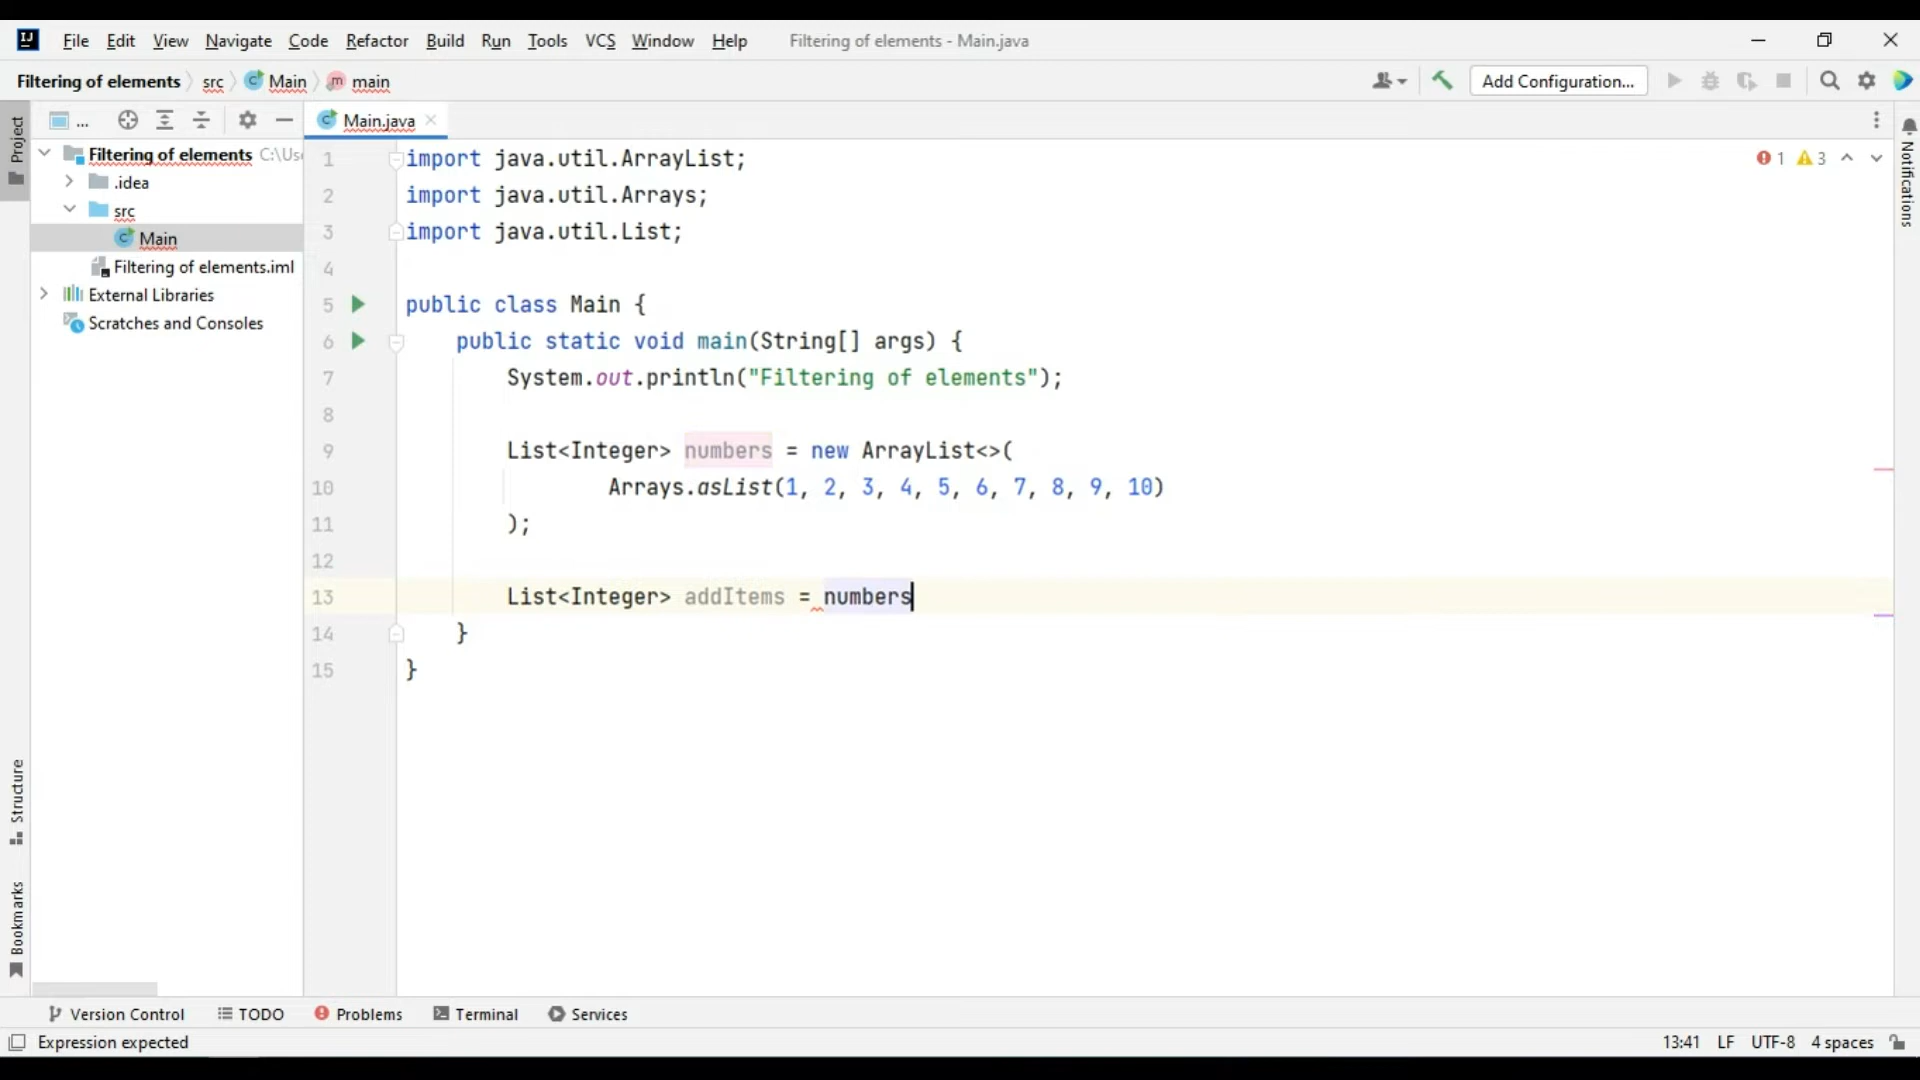 File Edit View Navigate Code Refactor Build Run Tools VCS Window Help Filtering of elements - Main.java
Filtering of elements src Main main Add Configuration...
Project
... Main.java
Filtering of elements C:\Use
.idea
src
Main
Filtering of elements.iml
External Libraries
Scratches and Consoles
1 import java.util.ArrayList;
2 import java.util.Arrays;
3 import java.util.List;
4
5 public class Main {
6 public static void main(String[] args) {
7 System.out.println("Filtering of elements");
8
9 List<Integer> numbers = new ArrayList<>(
10 Arrays.asList(1, 2, 3, 4, 5, 6, 7, 8, 9, 10)
11 );
12
13 List<Integer> addItems = numbers
14 }
15 }
1 3
Notifications
Structure
Bookmarks
Version Control TODO Problems Terminal Services
Expression expected 13:41 LF UTF-8 4 spaces